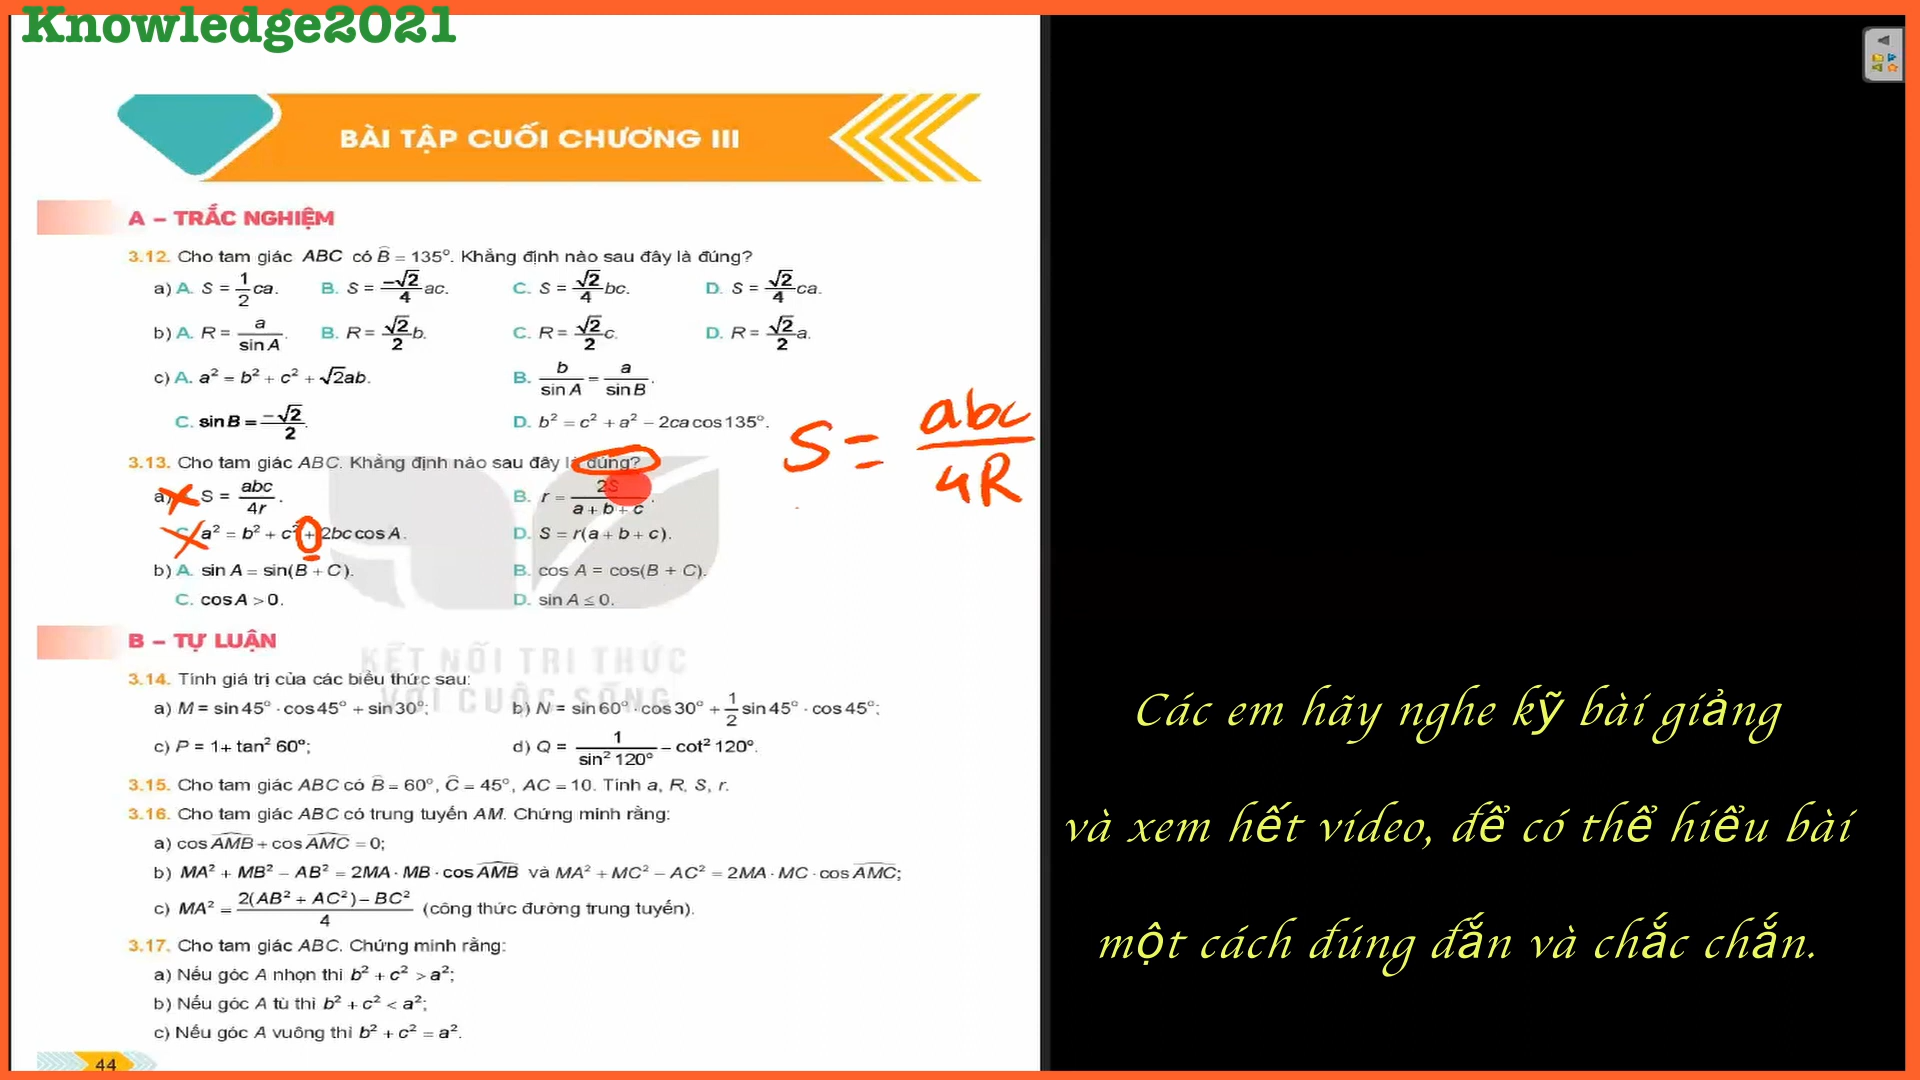 Knowledge2021
BÀI TẬP CUỐI CHƯƠNG III
A – TRẮC NGHIỆM
3.12. Cho tam giác ABC có B̂ = 135°. Khẳng định nào sau đây là đúng?
a) A. S = 1/2 ca. B. S = −√2/4 ac. C. S = √2/4 bc. D. S = √2/4 ca.
b) A. R = a/sin A. B. R = √2/2 b. C. R = √2/2 c. D. R = √2/2 a.
c) A. a² = b² + c² + √2ab. B. b/sin A = a/sin B.
C. sin B = −√2/2. D. b² = c² + a² − 2ca cos135°.
S = abc/4R
3.13. Cho tam giác ABC. Khẳng định nào sau đây là đúng?
a) S = abc/4r. B. r = 2S/(a + b + c).
a² = b² + c² + 2bc cos A. D. S = r(a + b + c).
b) A. sin A = sin(B + C). B. cos A = cos(B + C).
C. cos A > 0. D. sin A ≤ 0.
B – TỰ LUẬN
KẾT NỐI TRI THỨC
VỚI CUỘC SỐNG
3.14. Tính giá trị của các biểu thức sau:
a) M = sin 45° · cos 45° + sin 30°; b) N = sin 60° · cos 30° + 1/2 sin 45° · cos 45°;
c) P = 1 + tan² 60°; d) Q = 1/sin² 120° − cot² 120°.
3.15. Cho tam giác ABC có B̂ = 60°, Ĉ = 45°, AC = 10. Tính a, R, S, r.
3.16. Cho tam giác ABC có trung tuyến AM. Chứng minh rằng:
a) cos AMB + cos AMC = 0;
b) MA² + MB² − AB² = 2MA · MB · cos AMB và MA² + MC² − AC² = 2MA · MC · cos AMC;
c) MA² = (2(AB² + AC²) − BC²)/4 (công thức đường trung tuyến).
3.17. Cho tam giác ABC. Chứng minh rằng:
a) Nếu góc A nhọn thì b² + c² > a²;
b) Nếu góc A tù thì b² + c² < a²;
c) Nếu góc A vuông thì b² + c² = a².
44
Các em hãy nghe kỹ bài giảng
và xem hết video, để có thể hiểu bài
một cách đúng đắn và chắc chắn.